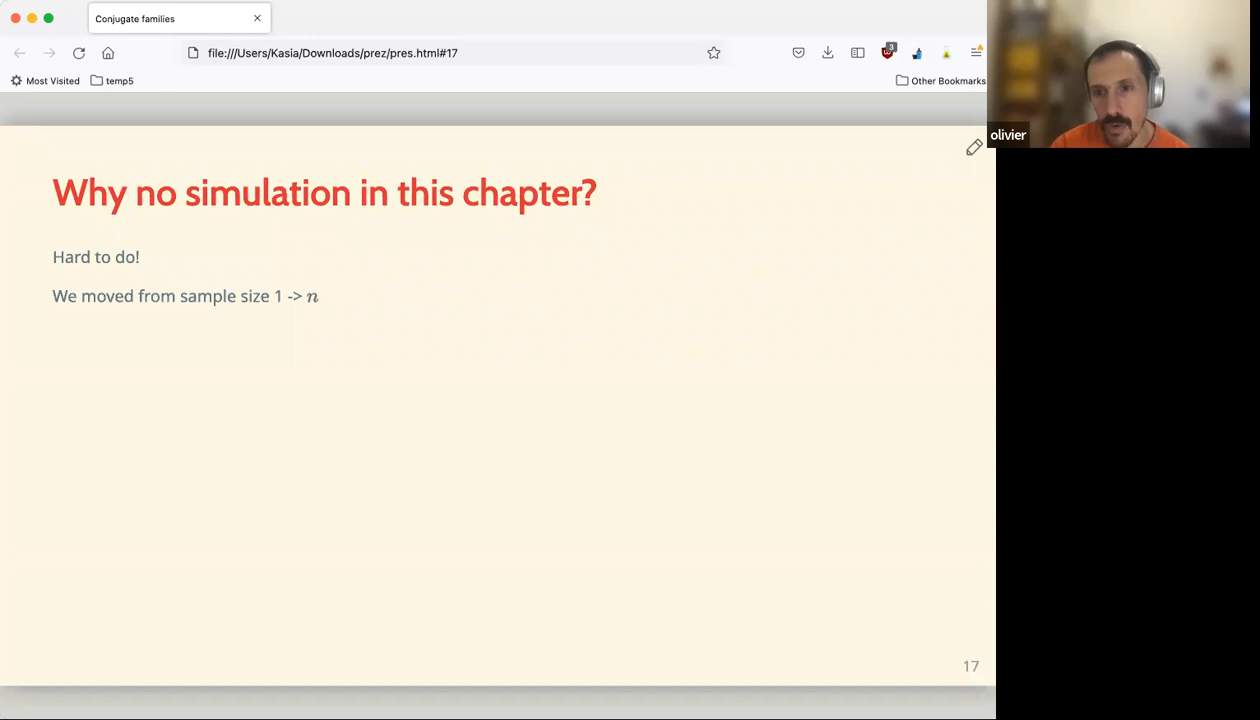 Conjugate families
file:///Users/Kasia/Downloads/prez/pres.html#17
3
Most Visited
temp5
Other Bookmarks
olivier
Why no simulation in this chapter?
Hard to do!
We moved from sample size 1 -> n
17